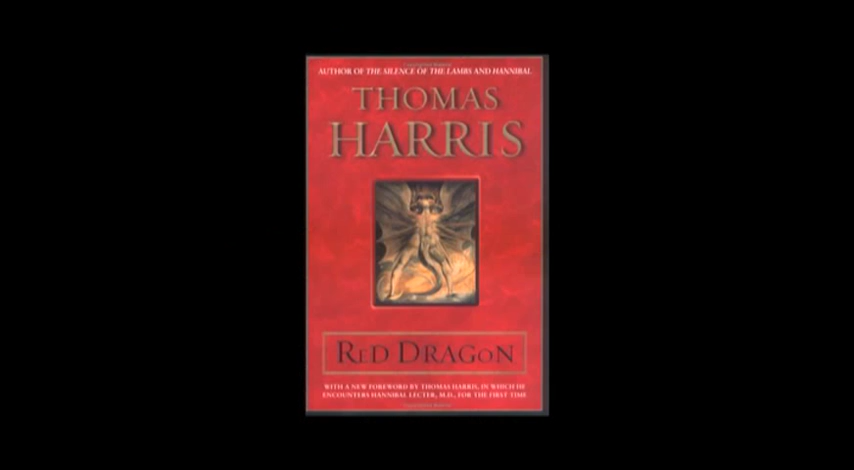 AUTHOR OF THE SILENCE OF THE LAMBS AND HANNIBAL
THOMAS
HARRIS
RED DRAGON
WITH A NEW FOREWORD BY THOMAS HARRIS, IN WHICH HE
ENCOUNTERS HANNIBAL LECTER, M.D., FOR THE FIRST TIME